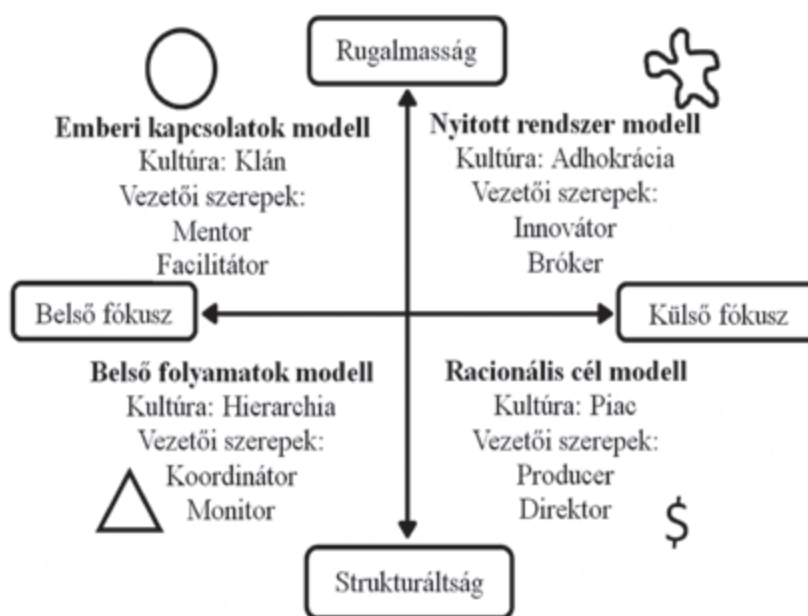 Rugalmasság
Emberi kapcsolatok modell
Kultúra: Klán
Vezetői szerepek:
Mentor
Facilitátor
Nyitott rendszer modell
Kultúra: Adhokrácia
Vezetői szerepek:
Innovátor
Bróker
Belső fókusz
Külső fókusz
Belső folyamatok modell
Kultúra: Hierarchia
Vezetői szerepek:
Koordinátor
Monitor
Racionális cél modell
Kultúra: Piac
Vezetői szerepek:
Producer
Direktor
$
Strukturáltság